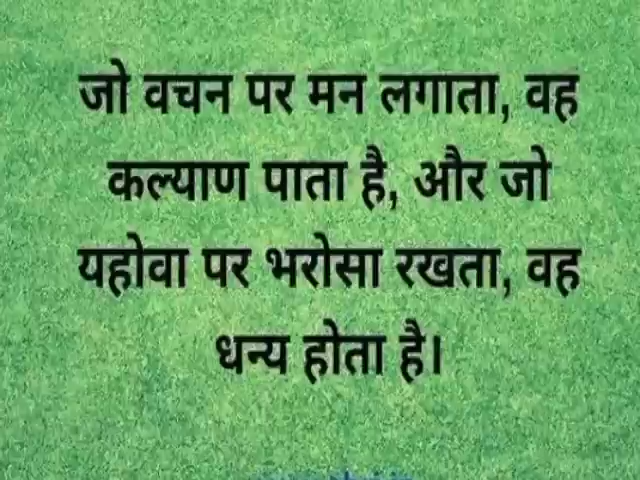 जो वचन पर मन लगाता, वह
कल्याण पाता है, और जो
यहोवा पर भरोसा रखता, वह
धन्य होता है।